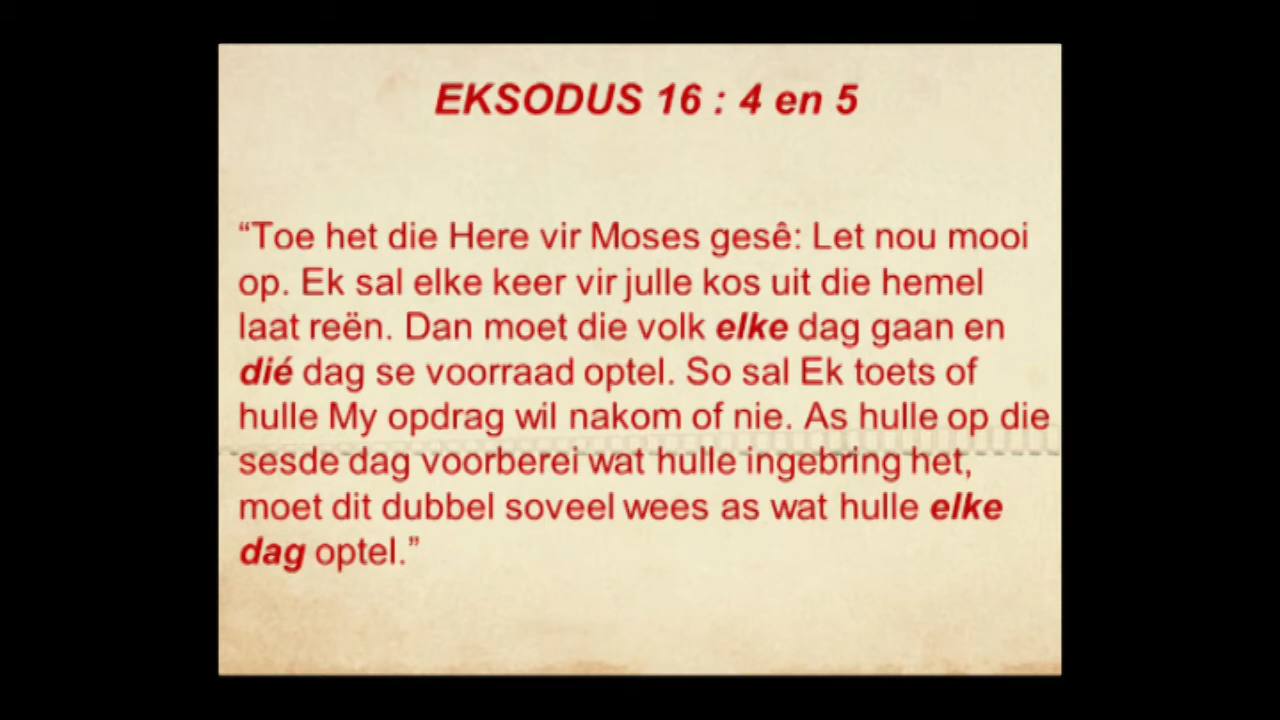 EKSODUS 16 : 4 en 5
“Toe het die Here vir Moses gesê: Let nou mooi
op. Ek sal elke keer vir julle kos uit die hemel
laat reën. Dan moet die volk elke dag gaan en
dié dag se voorraad optel. So sal Ek toets of
hulle My opdrag wil nakom of nie. As hulle op die
sesde dag voorberei wat hulle ingebring het,
moet dit dubbel soveel wees as wat hulle elke
dag optel.”